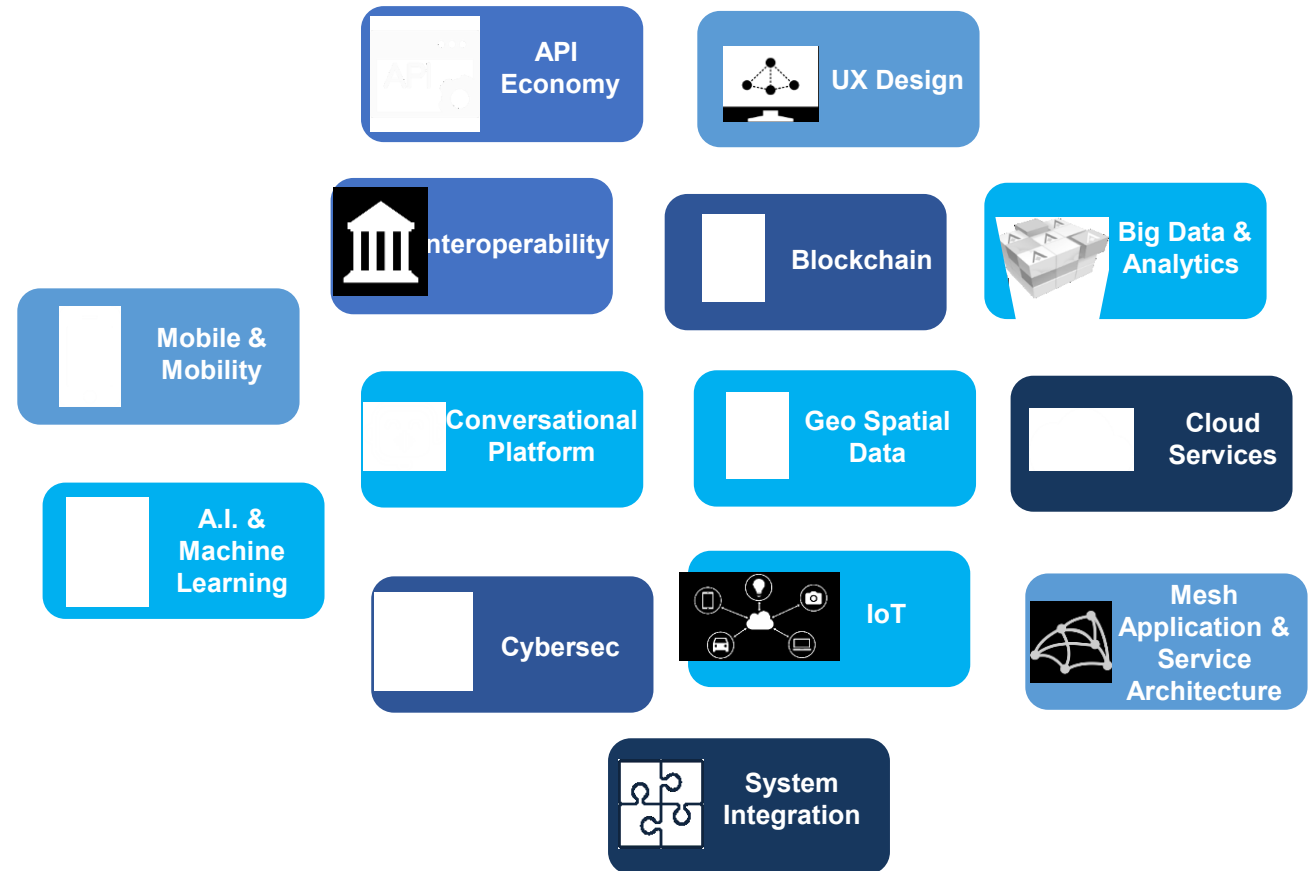 API
Economy
UX Design
nteroperability
Blockchain
Big Data &
Analytics
Mobile &
Mobility
Conversational
Platform
Geo Spatial
Data
Cloud
Services
A.I. &
Machine
Learning
Cybersec
IoT
Mesh
Application &
Service
Architecture
System
Integration